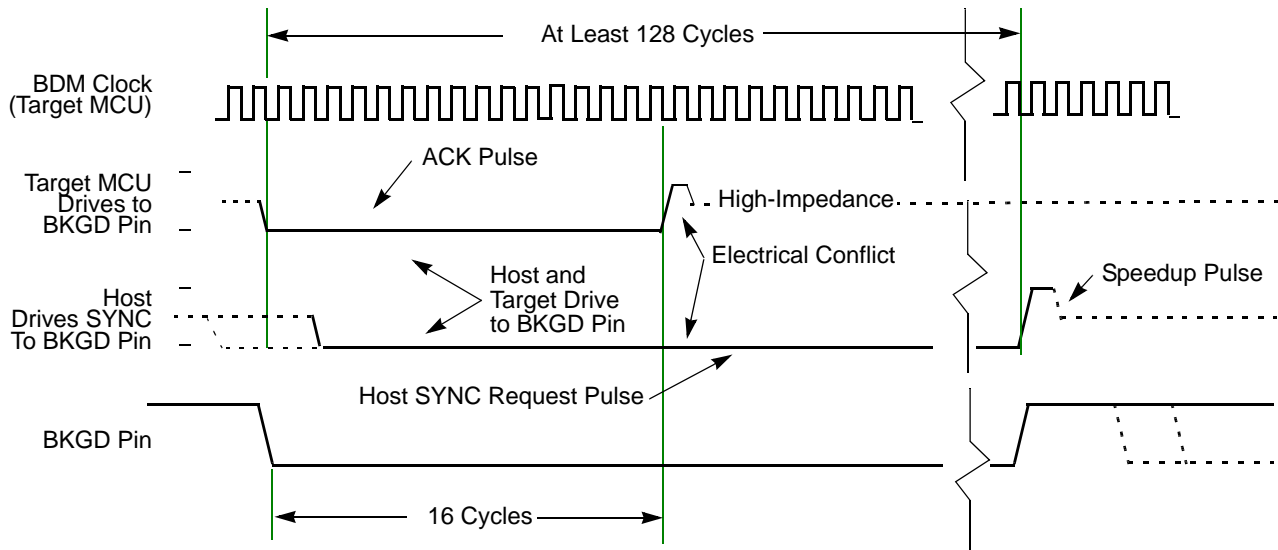 At Least 128 Cycles
BDM Clock
(Target MCU)
ACK Pulse
Target MCU
Drives to
BKGD Pin
High-Impedance
Electrical Conflict
Host and
Target Drive
to BKGD Pin
Speedup Pulse
Host
Drives SYNC
To BKGD Pin
Host SYNC Request Pulse
BKGD Pin
16 Cycles